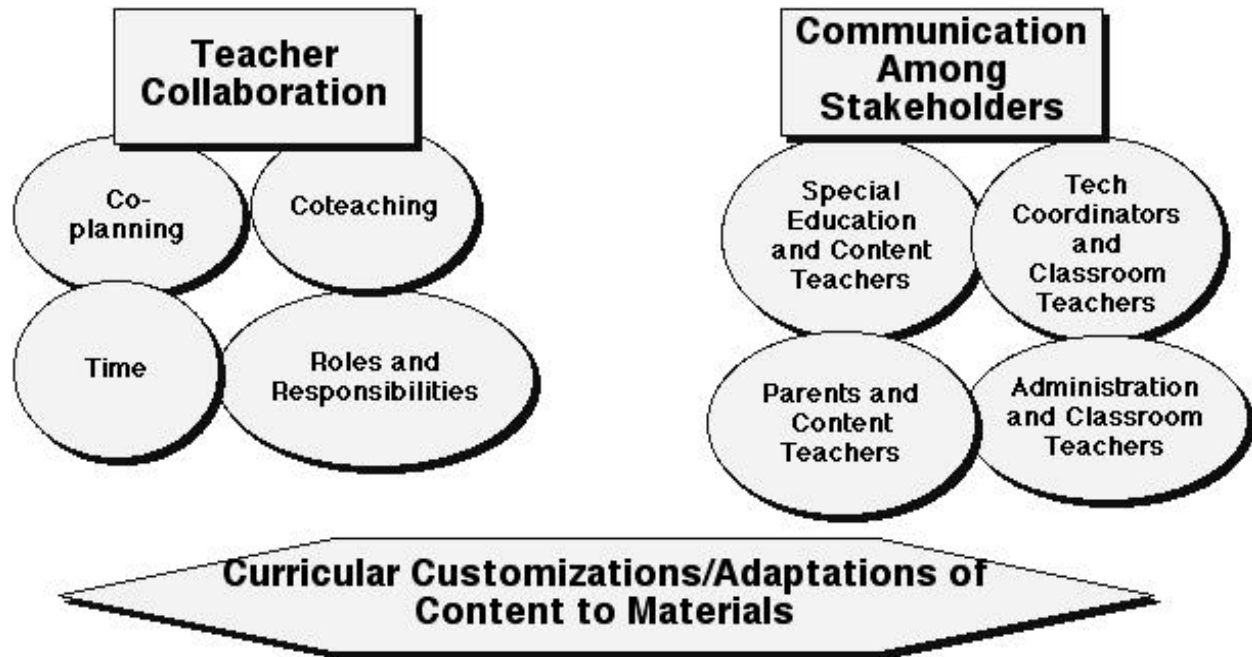 Teacher
Collaboration
Co-
planning
Coteaching
Time
Roles and
Responsibilities
Communication
Among
Stakeholders
Special
Education
and Content
Teachers
Tech
Coordinators
and
Classroom
Teachers
Parents and
Content
Teachers
Administration
and Classroom
Teachers
Curricular Customizations/Adaptations of
Content to Materials